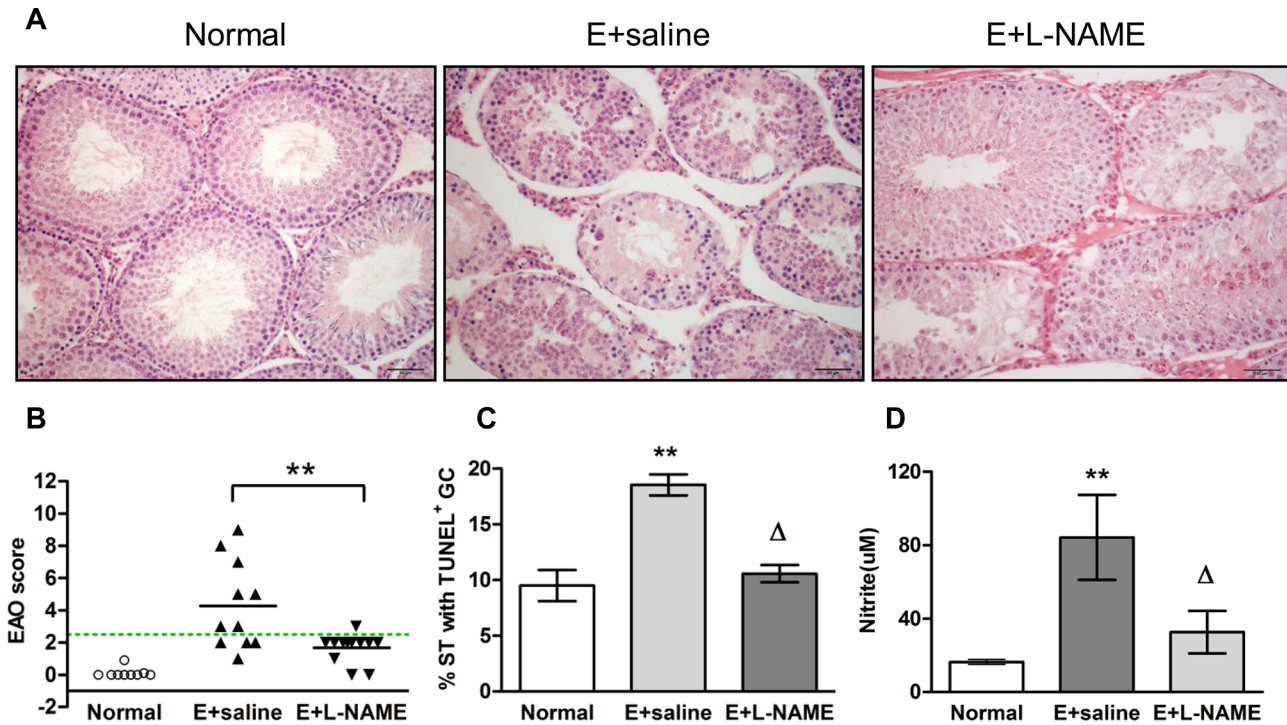 A
Normal
E+saline
E+L-NAME
B
C
D
**
EAO score
12
10
8
6
4
2
0
-2
Normal
E+saline
E+L-NAME
% ST with TUNEL+ GC
20
15
10
5
0
**
Δ
Normal
E+saline
E+L-NAME
Nitrite(uM)
120
80
40
0
**
Δ
Normal
E+saline
E+L-NAME